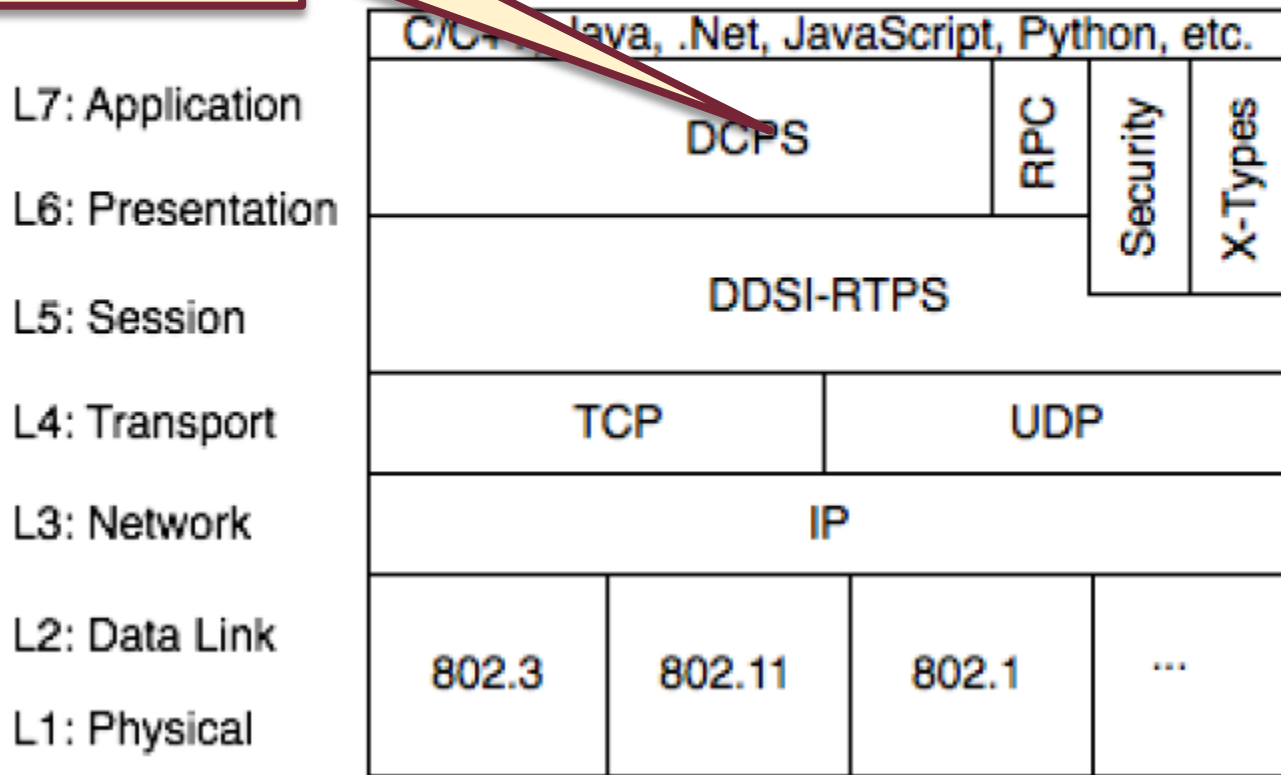 C/C++, Java, .Net, JavaScript, Python, etc.
L7: Application
DCPS
RPC
Security
X-Types
L6: Presentation
DDSI-RTPS
L5: Session
L4: Transport
TCP
UDP
L3: Network
IP
L2: Data Link
802.3
802.11
802.1
...
L1: Physical